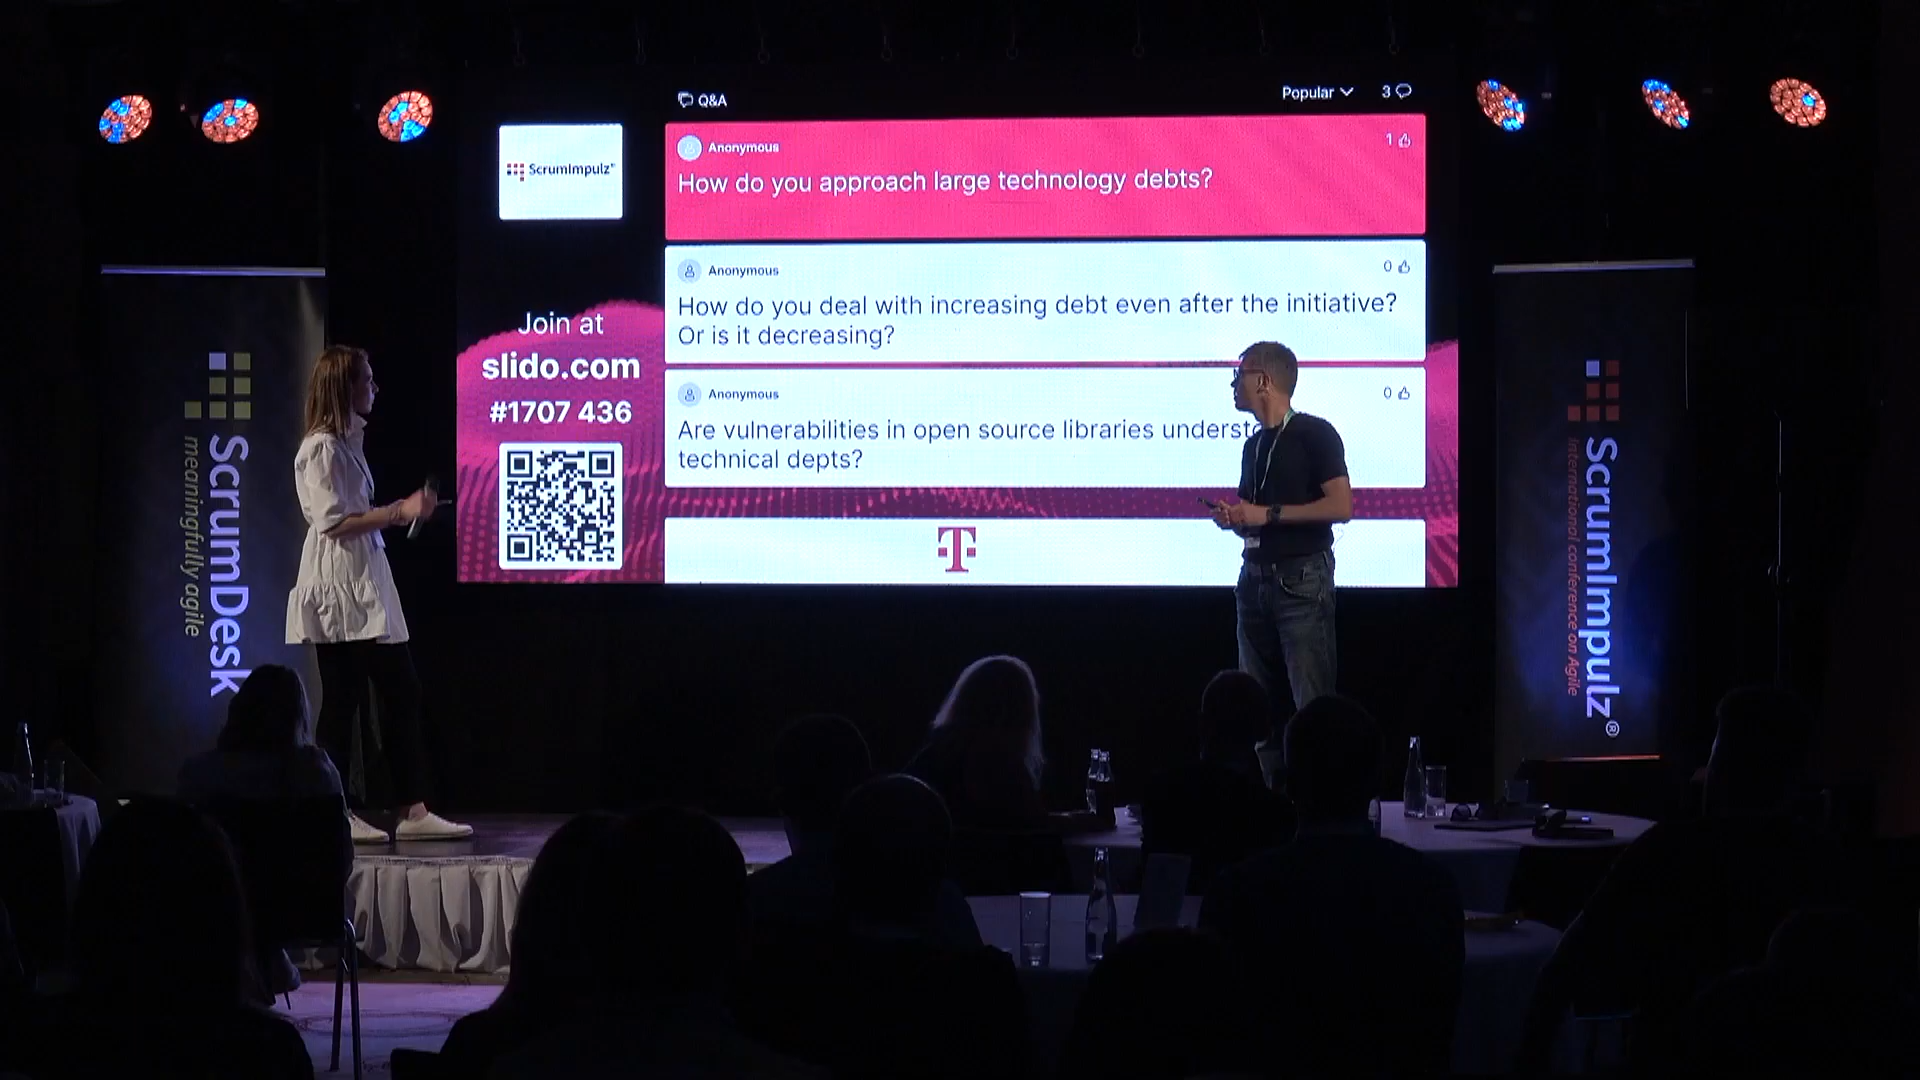 Q&A
Popular
3
ScrumImpulz®
Anonymous
1
How do you approach large technology debts?
Anonymous
0
How do you deal with increasing debt even after the initiative?
Or is it decreasing?
Anonymous
0
Are vulnerabilities in open source libraries
technical depts?
T
Join at
slido.com
#1707 436
ScrumDesk
meaningfully agile
ScrumImpulz®
International conference on Agile